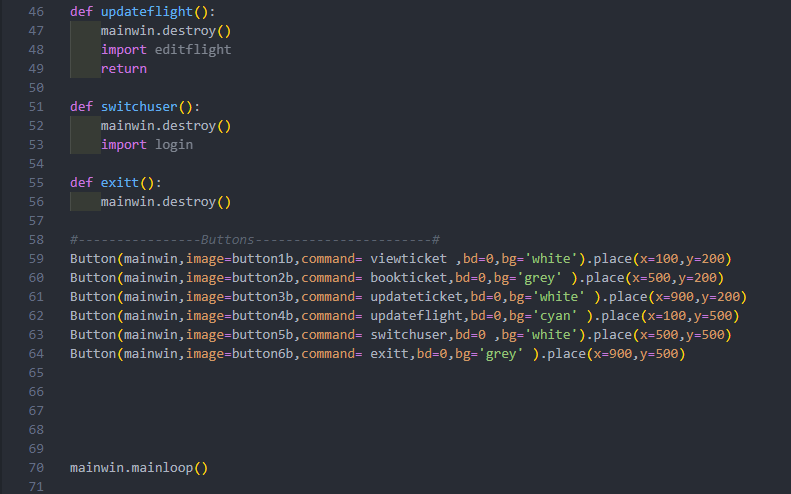 46 def updateflight():
47     mainwin.destroy()
48     import editflight
49     return
50
51 def switchuser():
52     mainwin.destroy()
53     import login
54
55 def exitt():
56     mainwin.destroy()
57
58 #----------------Buttons-----------------------#
59 Button(mainwin,image=button1b,command= viewticket ,bd=0,bg='white').place(x=100,y=200)
60 Button(mainwin,image=button2b,command= bookticket,bd=0,bg='grey' ).place(x=500,y=200)
61 Button(mainwin,image=button3b,command= updateticket,bd=0,bg='white' ).place(x=900,y=200)
62 Button(mainwin,image=button4b,command= updateflight,bd=0,bg='cyan' ).place(x=100,y=500)
63 Button(mainwin,image=button5b,command= switchuser,bd=0 ,bg='white').place(x=500,y=500)
64 Button(mainwin,image=button6b,command= exitt,bd=0,bg='grey' ).place(x=900,y=500)
65
66
67
68
69
70 mainwin.mainloop()
71